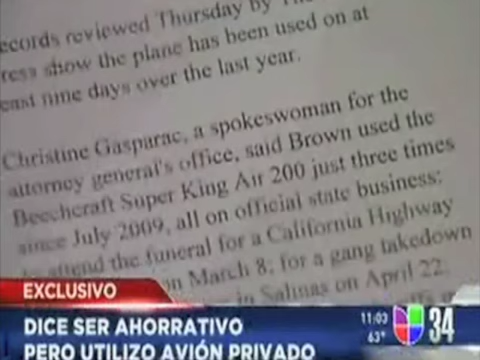 records reviewed Thursday by The
ress show the plane has been used on at
east nine days over the last year.
Christine Gasparac, a spokeswoman for the
attorney general's office, said Brown used the
Beechcraft Super King Air 200 just three times
since July 2009, all on official state business:
to attend the funeral for a California Highway
on March 8; for a gang takedown
in Salinas on April 22;
EXCLUSIVO
DICE SER AHORRATIVO
PERO UTILIZO AVIÓN PRIVADO
11:03
63°
34